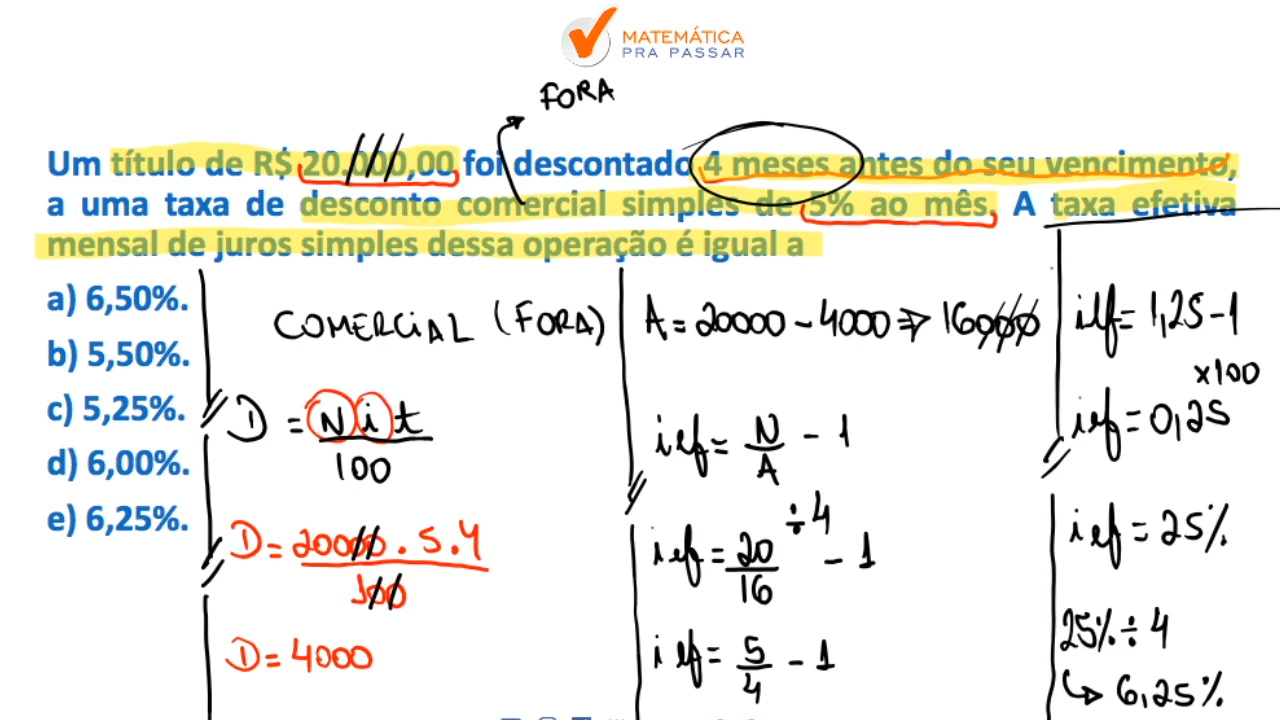 MATEMÁTICA
PRA PASSAR
FORA
Um título de R$ 20.000,00 foi descontado 4 meses antes do seu vencimento,
a uma taxa de desconto comercial simples de 5% ao mês. A taxa efetiva
mensal de juros simples dessa operação é igual a
a) 6,50%.
b) 5,50%.
c) 5,25%.
d) 6,00%.
e) 6,25%.
COMERCIAL (FORA)
D = Nit
100
D = 20000 . 5 . 4
100
D = 4000
A = 20000 - 4000 => 16000
ief = N/A - 1
÷4
ief = 20/16 - 1
ief = 5/4 - 1
ief = 1,25 - 1
x100
ief = 0,25
ief = 25%
25% ÷ 4
↳ 6,25%